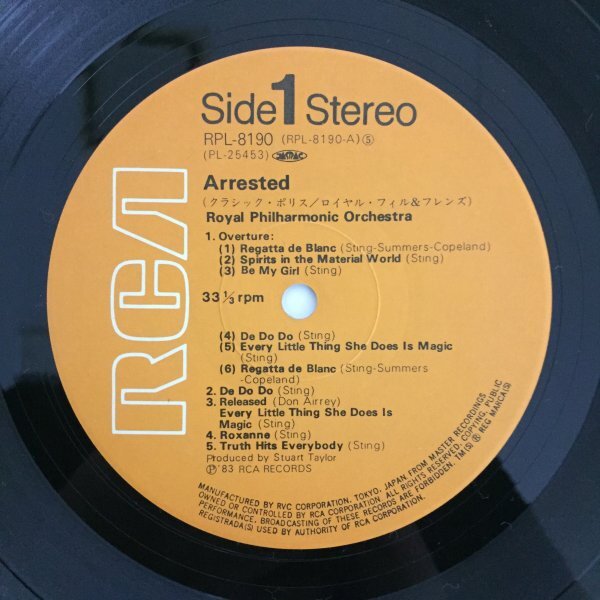 Side 1 Stereo
RPL-8190 (RPL-8190-A)⑤
(PL-25453) JASRAC
Arrested
(クラシック・ポリス/ロイヤル・フィル&フレンズ)
Royal Philharmonic Orchestra
1. Overture:
(1) Regatta de Blanc (Sting-Summers-Copeland)
(2) Spirits in the Material World (Sting)
(3) Be My Girl (Sting)
33 1/3 rpm
(4) De Do Do (Sting)
(5) Every Little Thing She Does Is Magic
(Sting)
(6) Regatta de Blanc (Sting-Summers
-Copeland)
2. De Do Do (Sting)
3. Released (Don Airrey)
Every Little Thing She Does Is
Magic (Sting)
4. Roxanne (Sting)
5. Truth Hits Everybody (Sting)
Produced by Stuart Taylor
Ⓟ'83 RCA RECORDS
RCA
MANUFACTURED BY RVC CORPORATION, TOKYO, JAPAN FROM MASTER RECORDINGS
OWNED OR CONTROLLED BY RCA CORPORATION. ALL RIGHTS RESERVED, COPYING, PUBLIC
PERFORMANCE, BROADCASTING OF THESE RECORDS ARE FORBIDDEN. TM(S) ® REG MARCA(S)
REGISTRADA(S) USED BY AUTHORITY OF RCA CORPORATION.